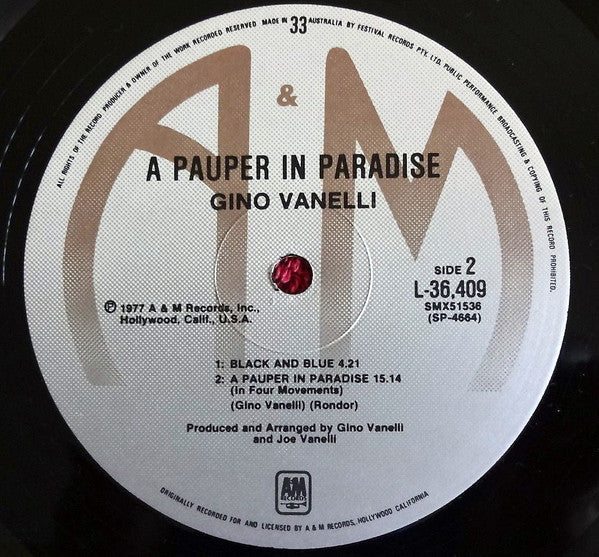 ALL RIGHTS OF THE RECORD PRODUCER & OWNER OF THE WORK RECORDED RESERVED MADE IN 33 AUSTRALIA BY FESTIVAL RECORDS PTY. LTD. PUBLIC PERFORMANCE BROADCASTING & COPYING OF THIS RECORD PROHIBITED.
A & M
A PAUPER IN PARADISE
GINO VANELLI
SIDE 2
L-36,409
SMX51536
(SP-4664)
℗ 1977 A & M Records, Inc.,
Hollywood, Calif., U.S.A.
1: BLACK AND BLUE 4.21
2: A PAUPER IN PARADISE 15.14
(In Four Movements)
(Gino Vanelli) (Rondor)
Produced and Arranged by Gino Vanelli
and Joe Vanelli
A&M
RECORDS
ORIGINALLY RECORDED FOR AND LICENSED BY A & M RECORDS, HOLLYWOOD CALIFORNIA